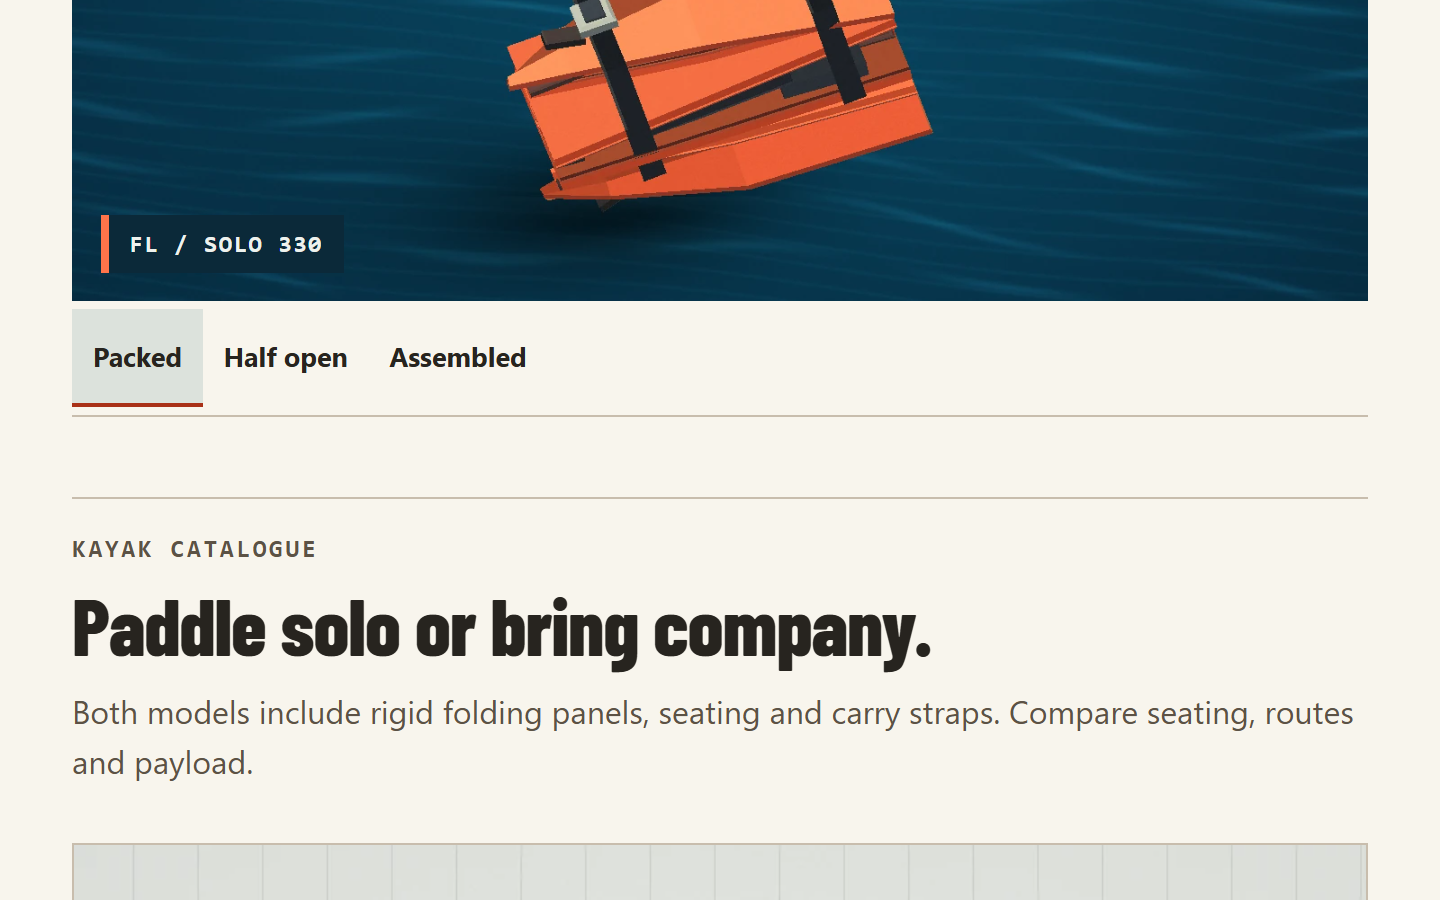 FL / SOLO 330
Packed
Half open
Assembled
KAYAK CATALOGUE
Paddle solo or bring company.
Both models include rigid folding panels, seating and carry straps. Compare seating, routes
and payload.